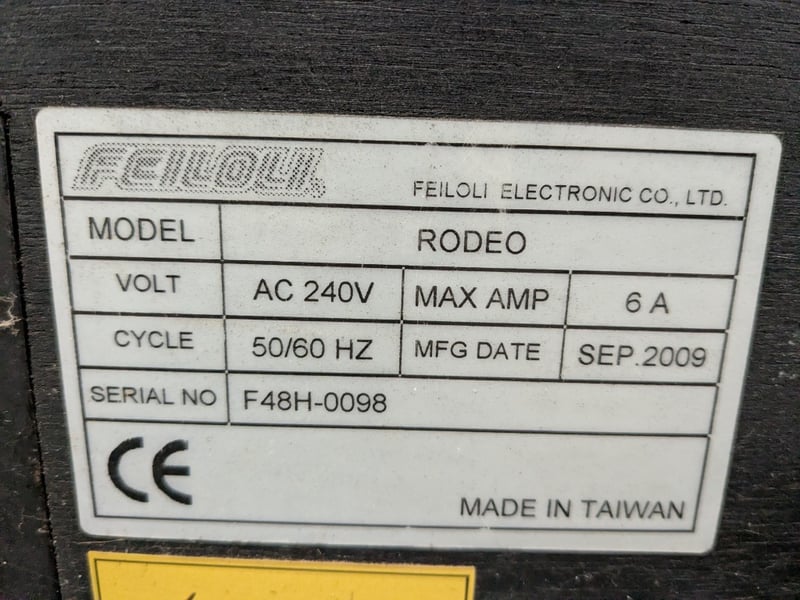 FEILOLI FEILOLI ELECTRONIC CO., LTD.
MODEL RODEO
VOLT AC 240V MAX AMP 6 A
CYCLE 50/60 HZ MFG DATE SEP.2009
SERIAL NO F48H-0098
CE
MADE IN TAIWAN